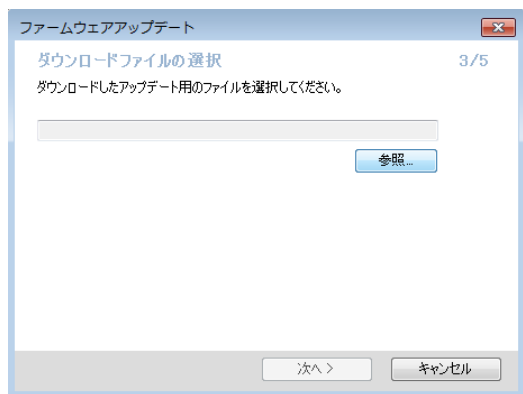 ファームウェアアップデート
ダウンロードファイルの選択 3/5
ダウンロードしたアップデート用のファイルを選択してください。
参照...
次へ >
キャンセル